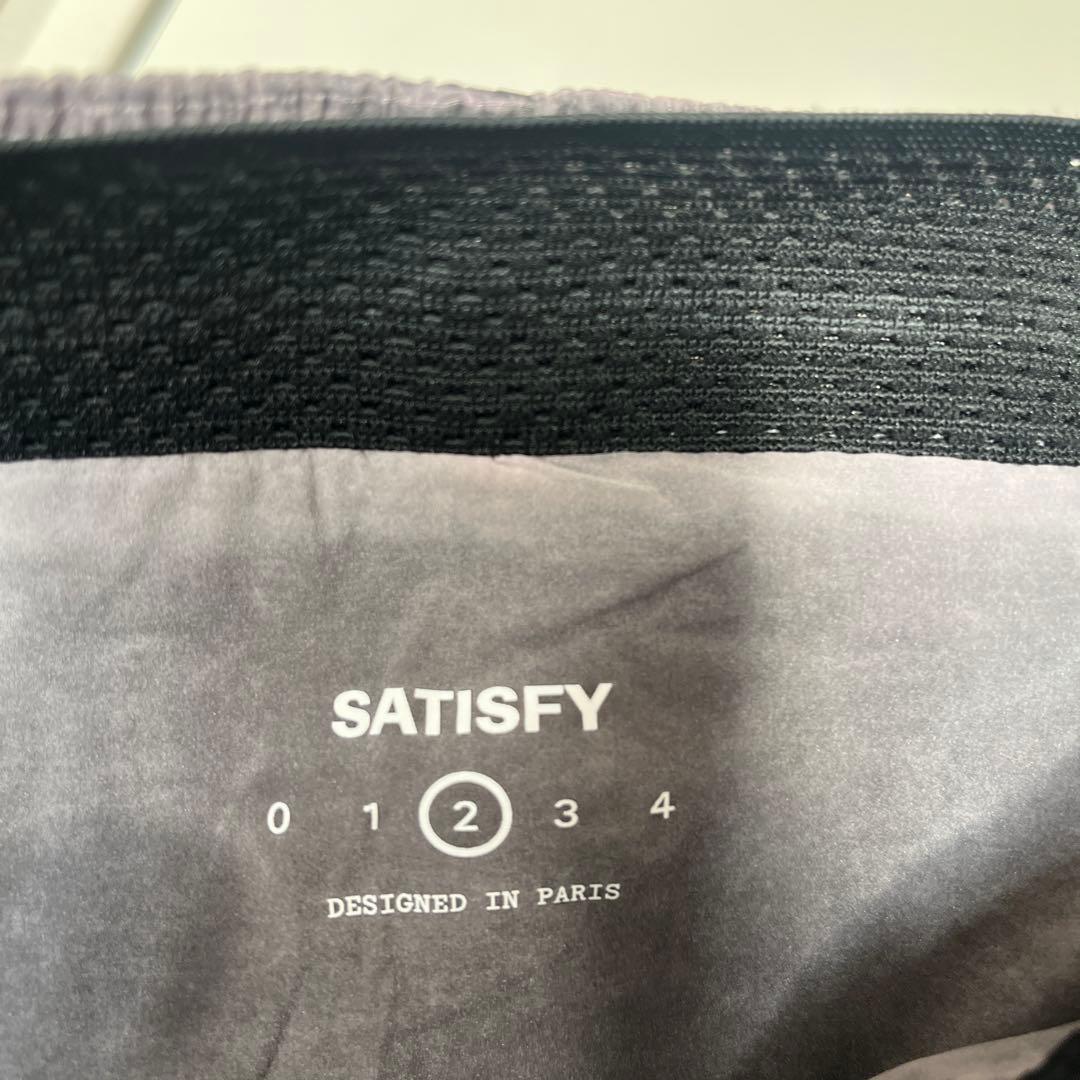 SATISFY
0 1 2 3 4
DESIGNED IN PARIS